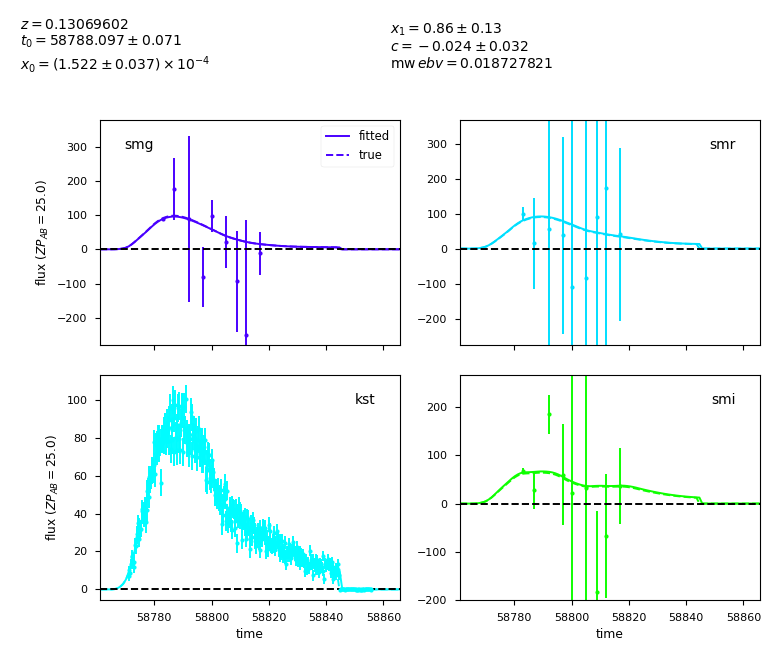 z = 0.13069602
t₀ = 58788.097 ± 0.071
x₀ = (1.522 ± 0.037) × 10⁻⁴
x₁ = 0.86 ± 0.13
c = −0.024 ± 0.032
mw ebv = 0.018727821
smg
fitted
true
300
200
100
0
−100
−200
flux (ZP_AB = 25.0)
smr
300
200
100
0
−100
−200
kst
100
80
60
40
20
0
flux (ZP_AB = 25.0)
58780 58800 58820 58840 58860
time
smi
200
100
0
−100
−200
58780 58800 58820 58840 58860
time